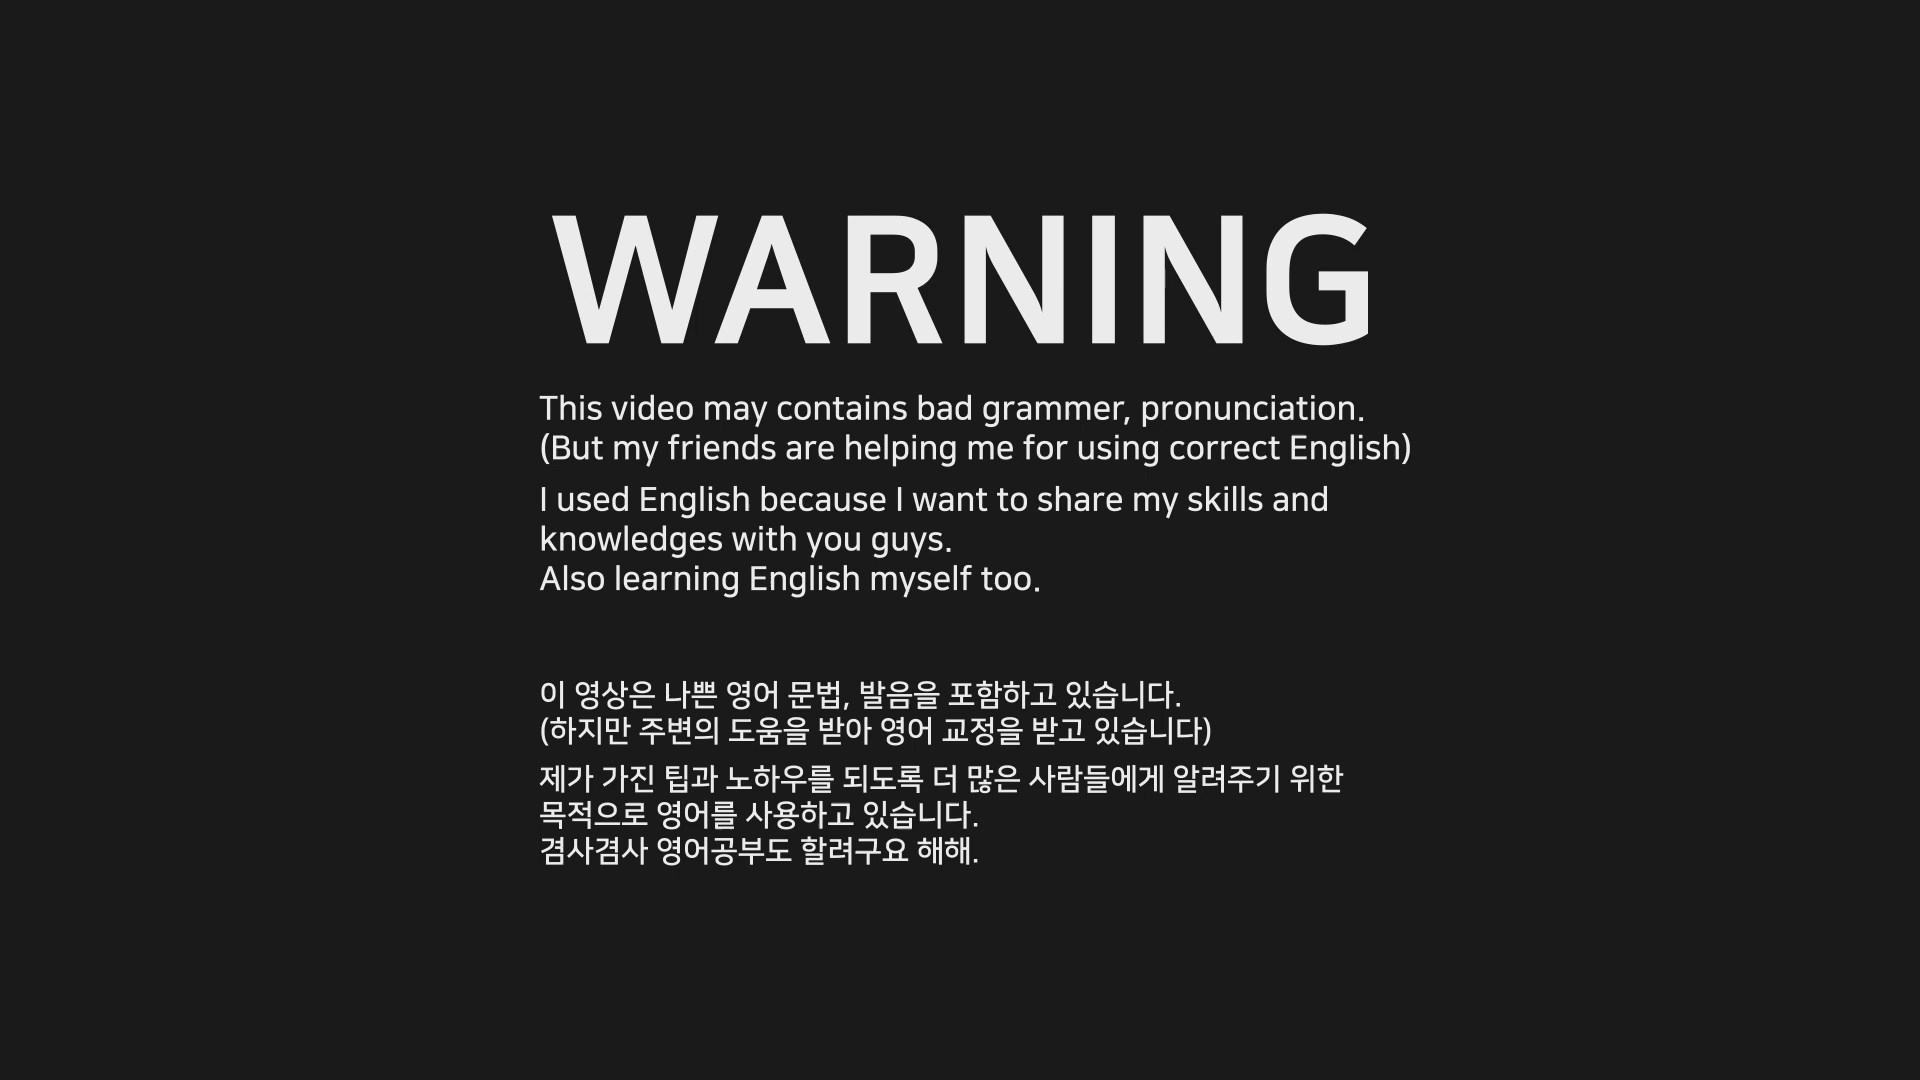 WARNING
This video may contains bad grammer, pronunciation.
(But my friends are helping me for using correct English)
I used English because I want to share my skills and
knowledges with you guys.
Also learning English myself too.
이 영상은 나쁜 영어 문법, 발음을 포함하고 있습니다.
(하지만 주변의 도움을 받아 영어 교정을 받고 있습니다)
제가 가진 팁과 노하우를 되도록 더 많은 사람들에게 알려주기 위한
목적으로 영어를 사용하고 있습니다.
겸사겸사 영어공부도 할려구요 해해.